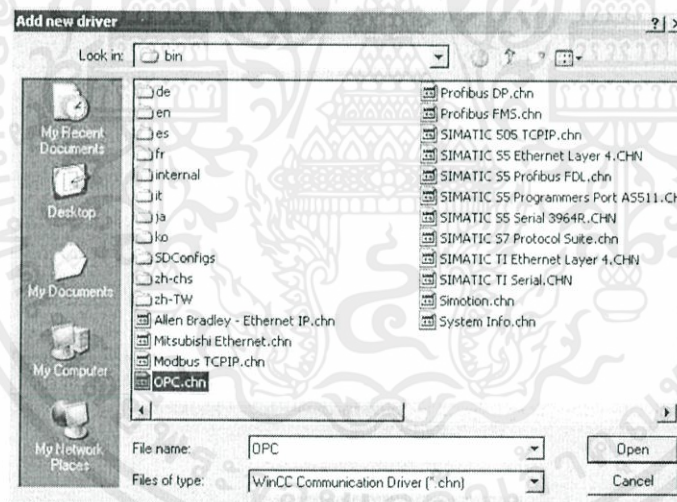 Add new driver
Look in: bin
My Recent Documents
Desktop
My Documents
My Computer
My Network Places
de
en
es
fr
internal
it
ja
ko
SDConfigs
zh-chs
zh-TW
Allen Bradley - Ethernet IP.chn
Mitsubishi Ethernet.chn
Modbus TCPIP.chn
OPC.chn
Profibus DP.chn
Profibus FMS.chn
SIMATIC 505 TCPIP.chn
SIMATIC S5 Ethernet Layer 4.CHN
SIMATIC S5 Profibus FDL.chn
SIMATIC S5 Programmers Port AS511.CH
SIMATIC S5 Serial 3964R.CHN
SIMATIC S7 Protocol Suite.chn
SIMATIC TI Ethernet Layer 4.CHN
SIMATIC TI Serial.CHN
Simotion.chn
System Info.chn
File name: OPC
Open
Files of type: WinCC Communication Driver (*.chn)
Cancel